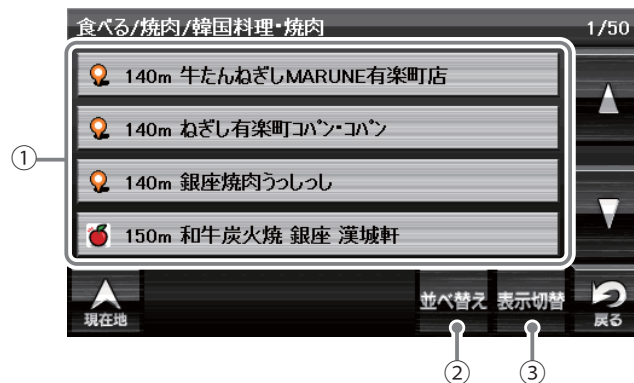 食べる/焼肉/韓国料理・焼肉 1/50
140m 牛たんねぎしMARUNE有楽町店
140m ねぎし有楽町コパン・コパン
① 140m 銀座焼肉うっしっし
150m 和牛炭火焼 銀座 漢城軒
現在地 並べ替え 表示切替 戻る
② ③